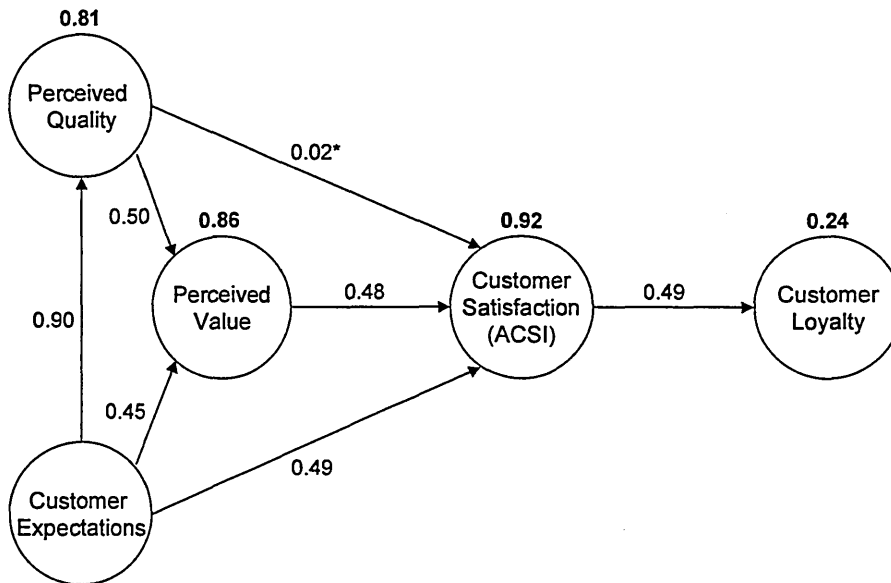 0.81
Perceived
Quality
0.02*
0.50
0.86
0.92
0.24
Perceived
Value
0.48
Customer
Satisfaction
(ACSI)
0.49
Customer
Loyalty
0.90
0.45
0.49
Customer
Expectations